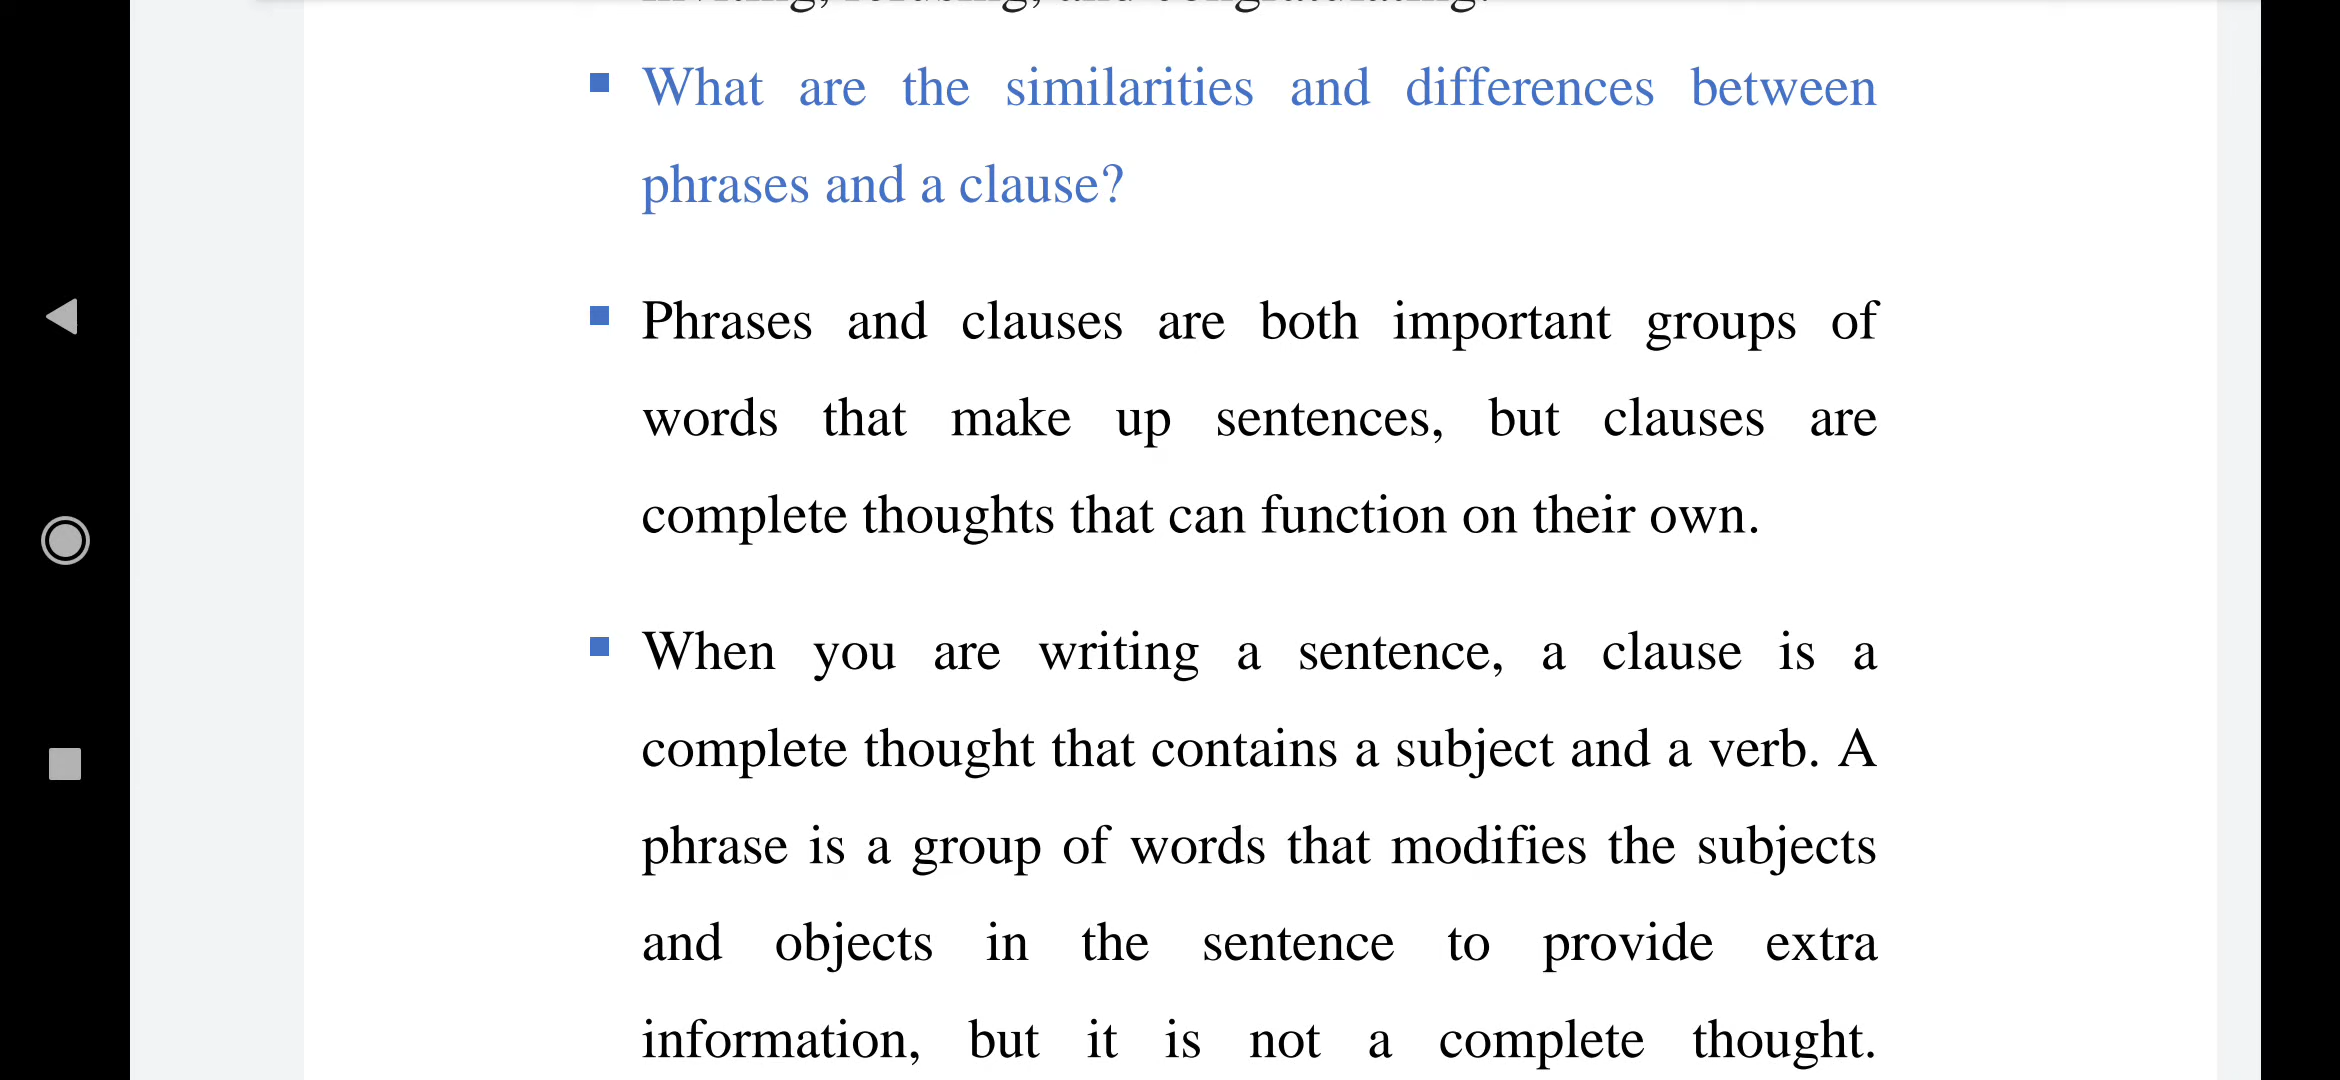 What are the similarities and differences between
phrases and a clause?
Phrases and clauses are both important groups of
words that make up sentences, but clauses are
complete thoughts that can function on their own.
When you are writing a sentence, a clause is a
complete thought that contains a subject and a verb. A
phrase is a group of words that modifies the subjects
and objects in the sentence to provide extra
information, but it is not a complete thought.